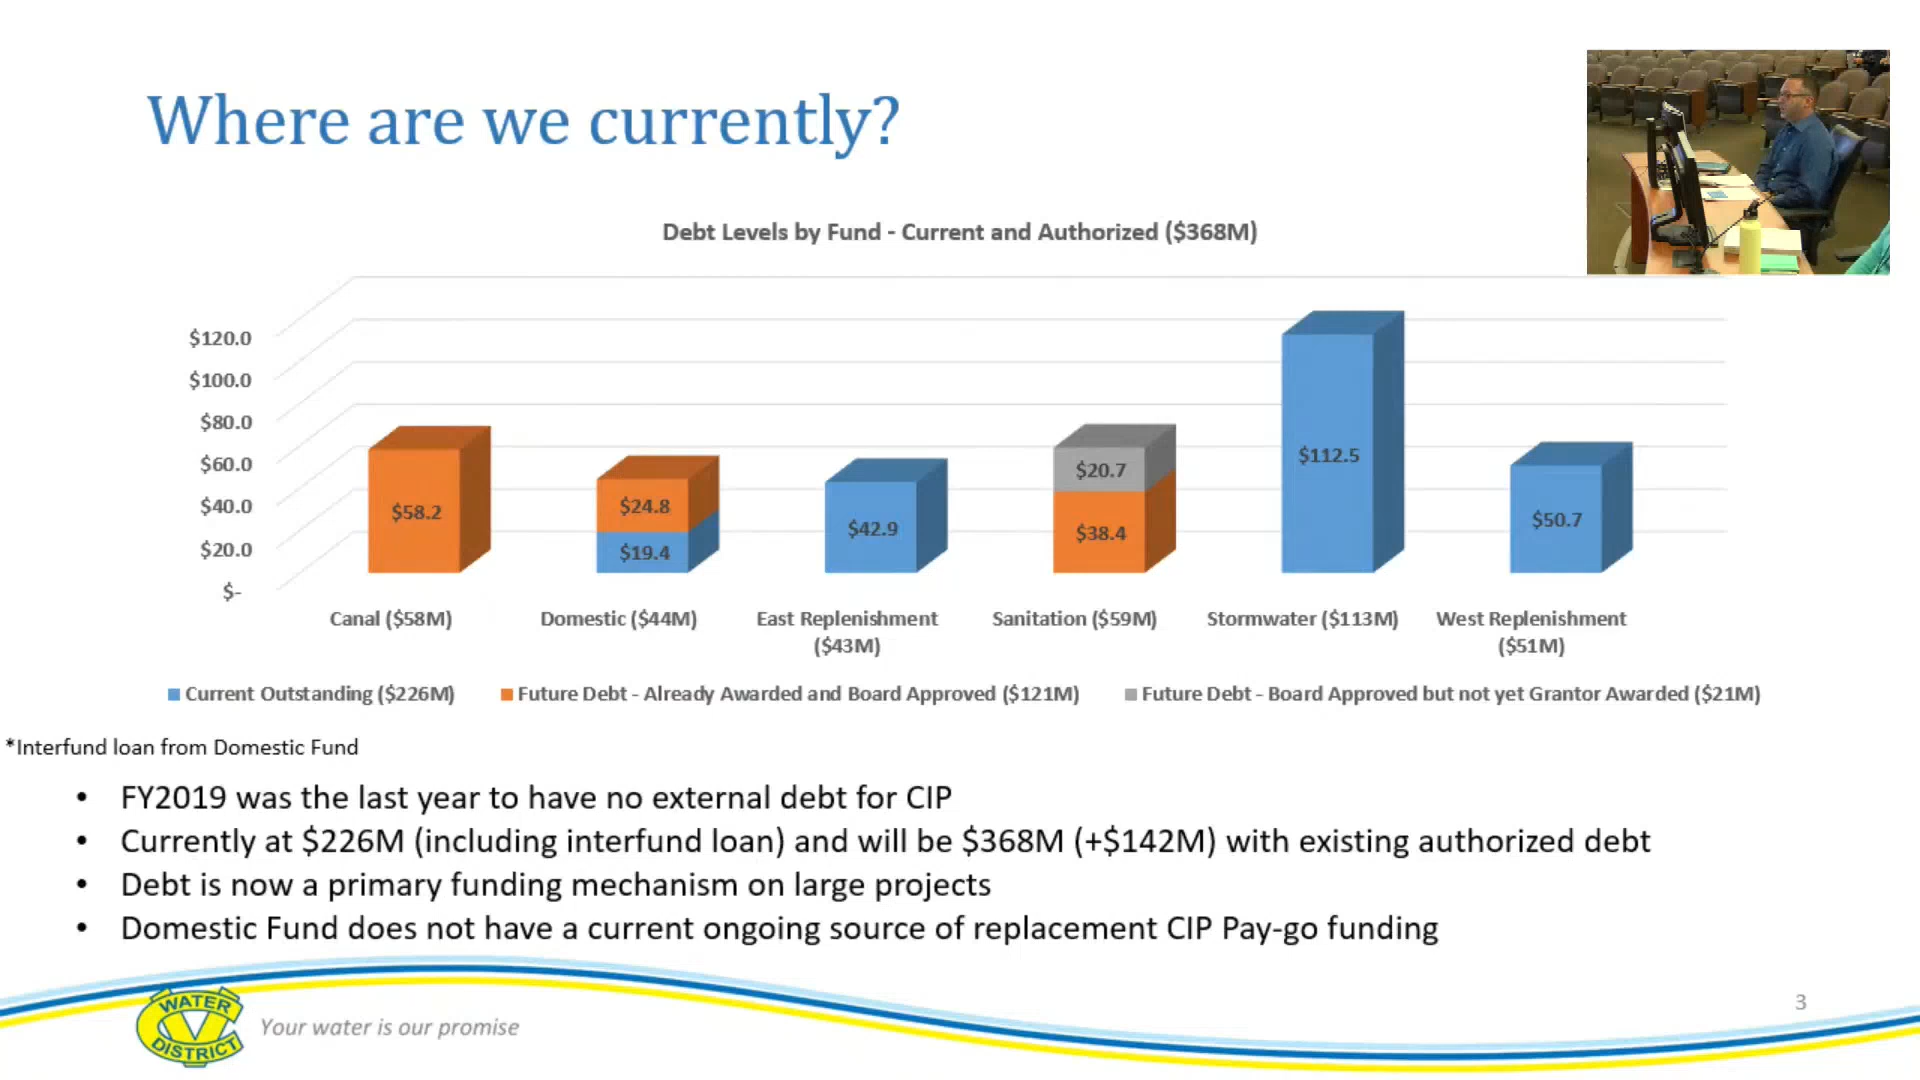 Where are we currently?
Debt Levels by Fund - Current and Authorized ($368M)
$120.0
$100.0
$80.0
$60.0
$40.0
$20.0
$-
$58.2
$24.8
$19.4
$42.9
$20.7
$38.4
$112.5
$50.7
Canal ($58M)
Domestic ($44M)
East Replenishment
($43M)
Sanitation ($59M)
Stormwater ($113M)
West Replenishment
($51M)
Current Outstanding ($226M)
Future Debt - Already Awarded and Board Approved ($121M)
Future Debt - Board Approved but not yet Grantor Awarded ($21M)
*Interfund loan from Domestic Fund
• FY2019 was the last year to have no external debt for CIP
• Currently at $226M (including interfund loan) and will be $368M (+$142M) with existing authorized debt
• Debt is now a primary funding mechanism on large projects
• Domestic Fund does not have a current ongoing source of replacement CIP Pay-go funding
WATER
CV
DISTRICT
Your water is our promise
3